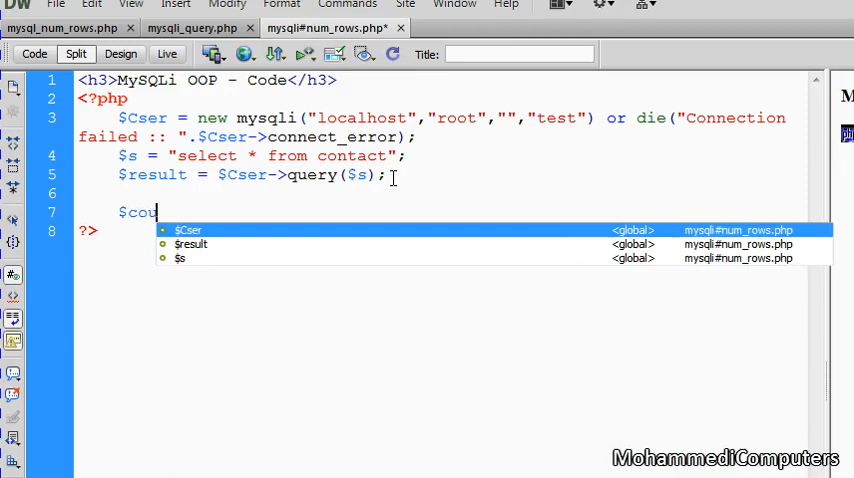 DW File Edit View Insert Modify Format Commands Site Window Help
mysql_num_rows.php × mysqli_query.php × mysqli#num_rows.php* ×
Code Split Design Live Title:
1 <h3>MySQLi OOP - Code</h3>
2 <?php
3 $Cser = new mysqli("localhost","root","","test") or die("Connection
failed :: ".$Cser->connect_error);
4 $s = "select * from contact";
5 $result = $Cser->query($s);
6
7 $cou
8 ?>
$Cser <global> mysqli#num_rows.php
$result <global> mysqli#num_rows.php
$s <global> mysqli#num_rows.php
MohammediComputers